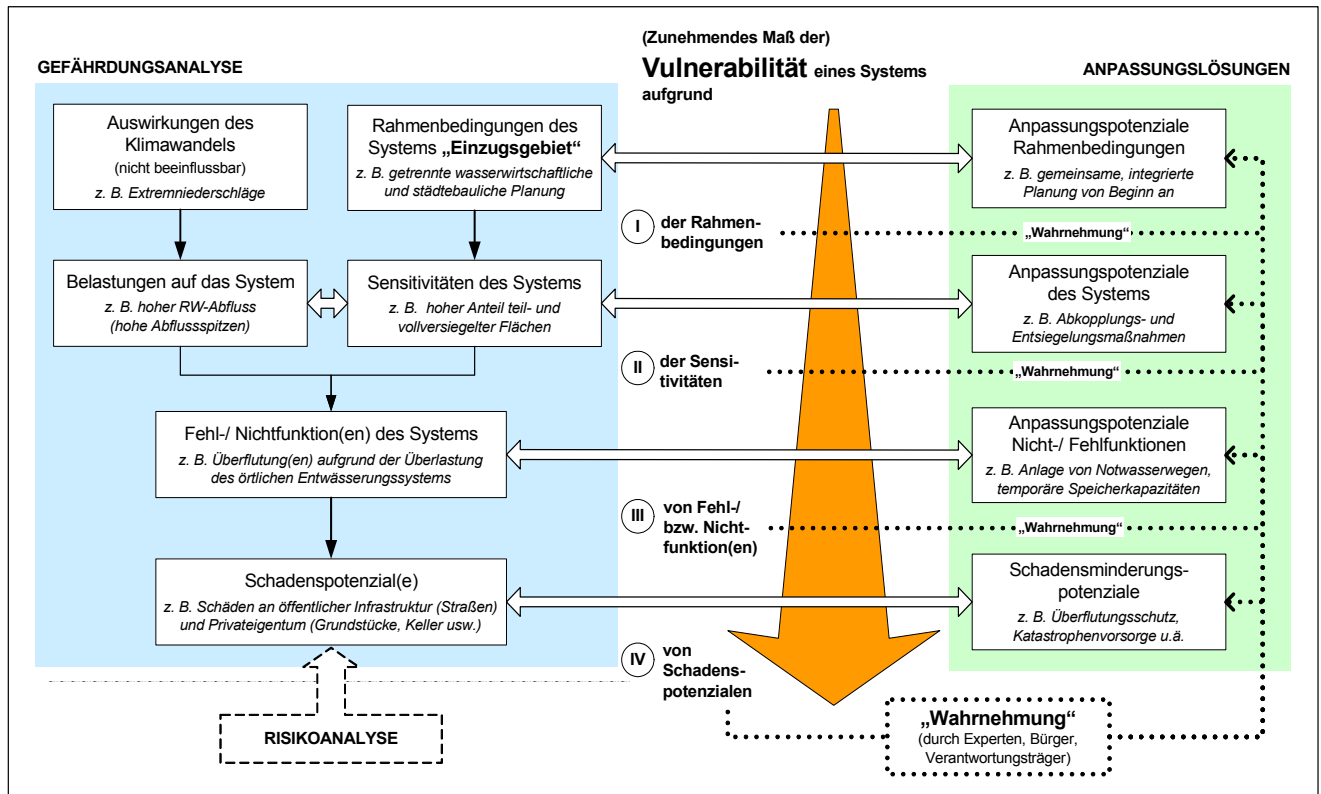 (Zunehmendes Maß der)
Vulnerabilität eines Systems
aufgrund
GEFÄHRDUNGSANALYSE
ANPASSUNGSLÖSUNGEN
Auswirkungen des
Klimawandels
(nicht beeinflussbar)
z. B. Extremniederschläge
Rahmenbedingungen des
Systems „Einzugsgebiet“
z. B. getrennte wasserwirtschaftliche
und städtebauliche Planung
Anpassungspotenziale
Rahmenbedingungen
z. B. gemeinsame, integrierte
Planung von Beginn an
I
der Rahmen-
bedingungen
„Wahrnehmung“
Belastungen auf das System
z. B. hoher RW-Abfluss
(hohe Abflussspitzen)
Sensitivitäten des Systems
z. B. hoher Anteil teil- und
vollversiegelter Flächen
Anpassungspotenziale
des Systems
z. B. Abkopplungs- und
Entsiegelungsmaßnahmen
II
der Sensi-
tivitäten
„Wahrnehmung“
Fehl-/ Nichtfunktion(en) des Systems
z. B. Überflutung(en) aufgrund der Überlastung
des örtlichen Entwässerungssystems
Anpassungspotenziale
Nicht-/ Fehlfunktionen
z. B. Anlage von Notwasserwegen,
temporäre Speicherkapazitäten
III
von Fehl-/
bzw. Nicht-
funktion(en)
„Wahrnehmung“
Schadenspotenzial(e)
z. B. Schäden an öffentlicher Infrastruktur (Straßen)
und Privateigentum (Grundstücke, Keller usw.)
Schadensminderungs-
potenziale
z. B. Überflutungsschutz,
Katastrophenvorsorge u.ä.
IV
von
Schadens-
potenzialen
RISIKOANALYSE
„Wahrnehmung“
(durch Experten, Bürger,
Verantwortungsträger)